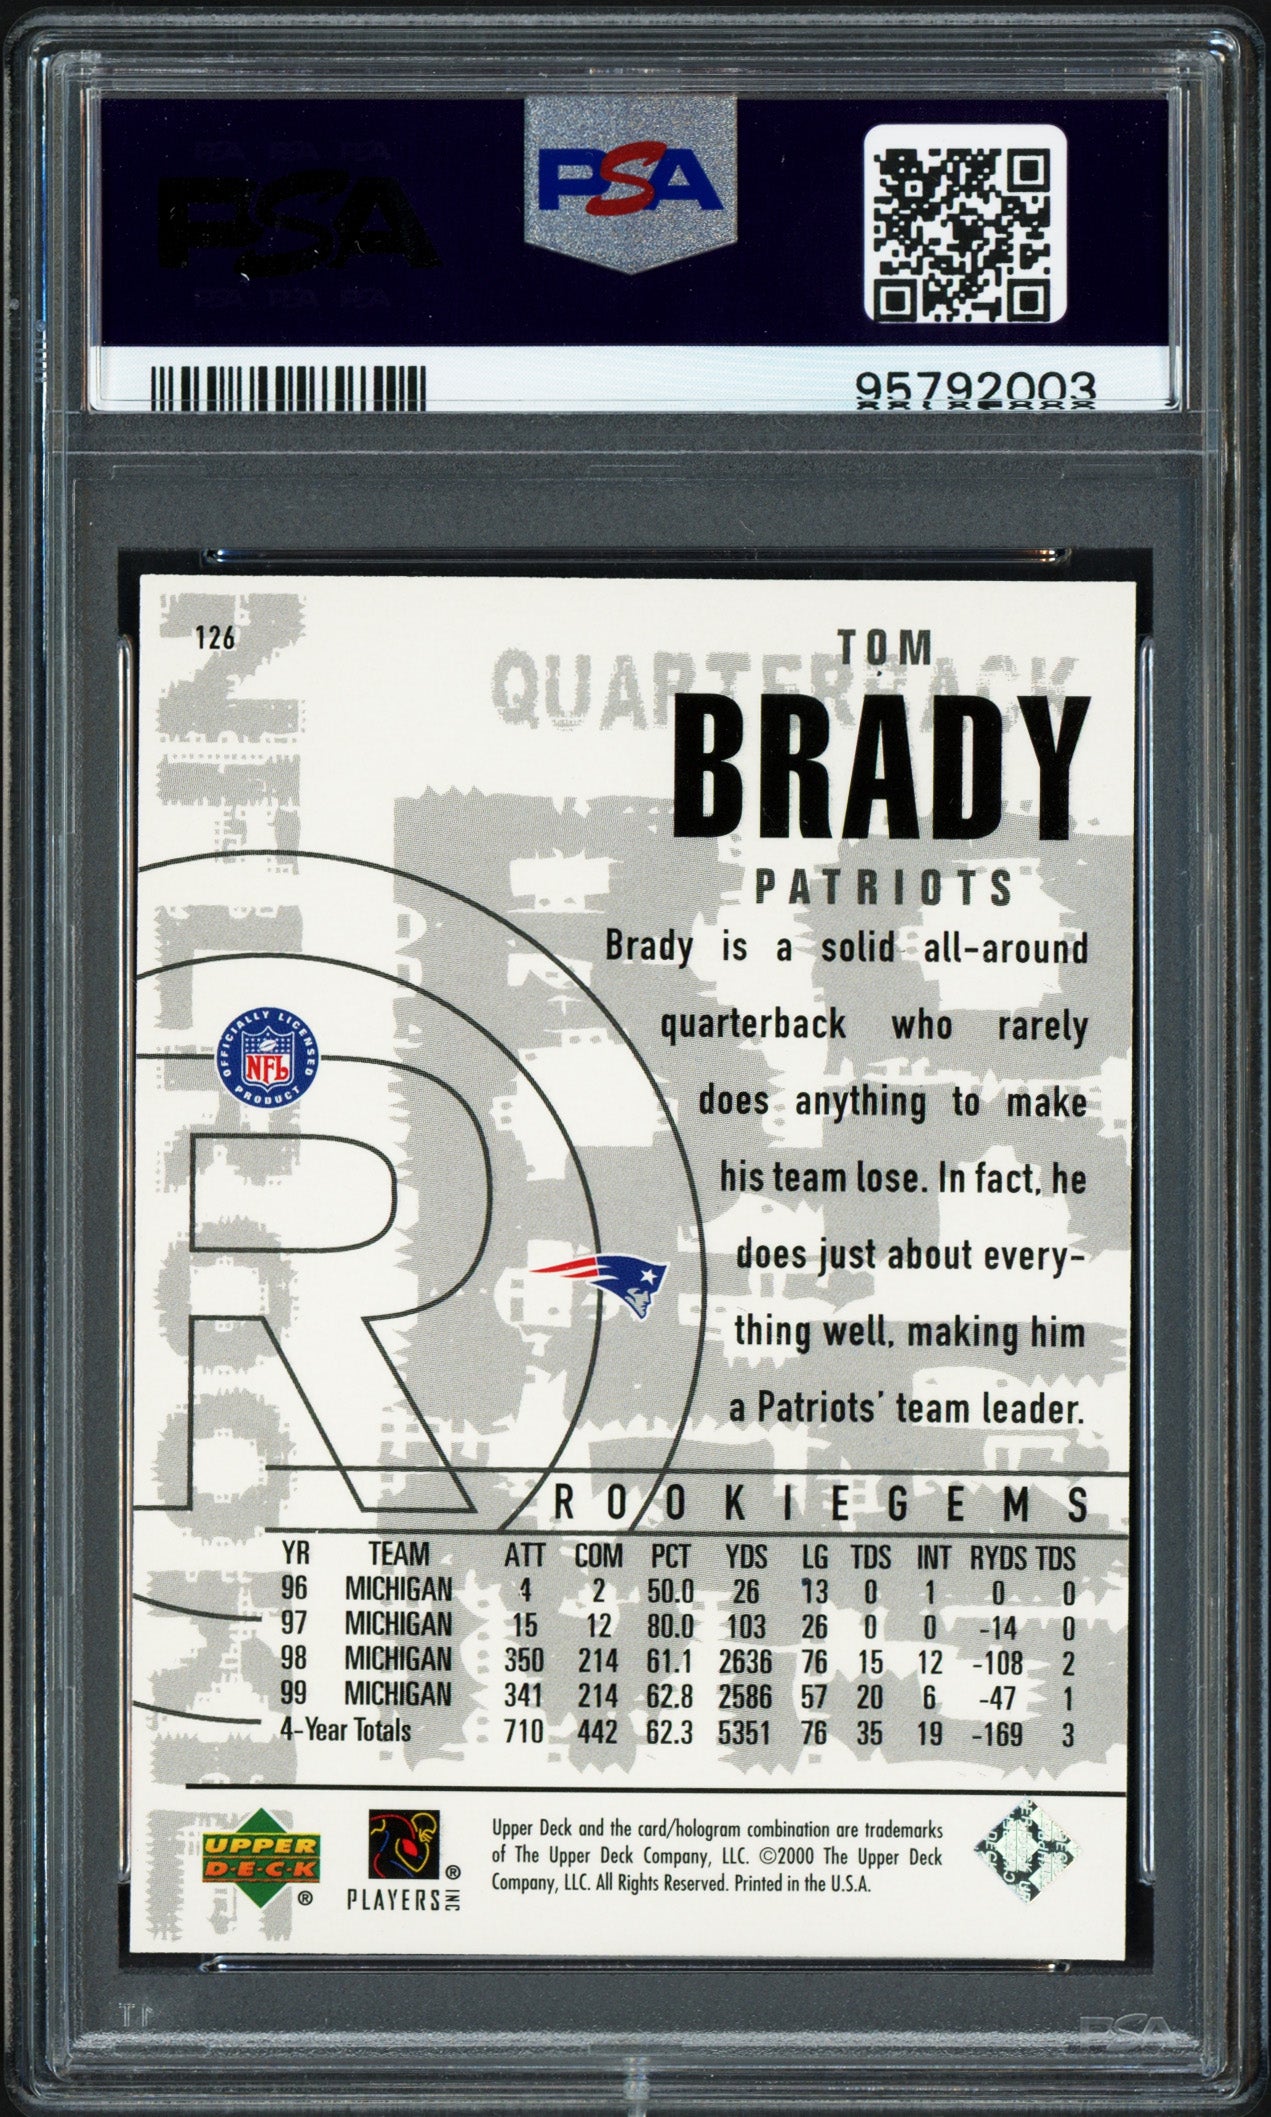 PSA
PSA
95792003
126
TOM
QUARTERBACK
BRADY
PATRIOTS
Brady is a solid all-around
quarterback who rarely
does anything to make
his team lose. In fact, he
does just about every-
thing well, making him
a Patriots' team leader.
OFFICIALLY LICENSED
NFL
PRODUCT
R
ROOKIE GEMS
YR TEAM ATT COM PCT YDS LG TDS INT RYDS TDS
96 MICHIGAN 4 2 50.0 26 13 0 1 0 0
97 MICHIGAN 15 12 80.0 103 26 0 0 -14 0
98 MICHIGAN 350 214 61.1 2636 76 15 12 -108 2
99 MICHIGAN 341 214 62.8 2586 57 20 6 -47 1
4-Year Totals 710 442 62.3 5351 76 35 19 -169 3
UPPER
D·E·C·K
®
®
PLAYERS INC
Upper Deck and the card/hologram combination are trademarks
of The Upper Deck Company, LLC. ©2000 The Upper Deck
Company, LLC. All Rights Reserved. Printed in the U.S.A.
PSA